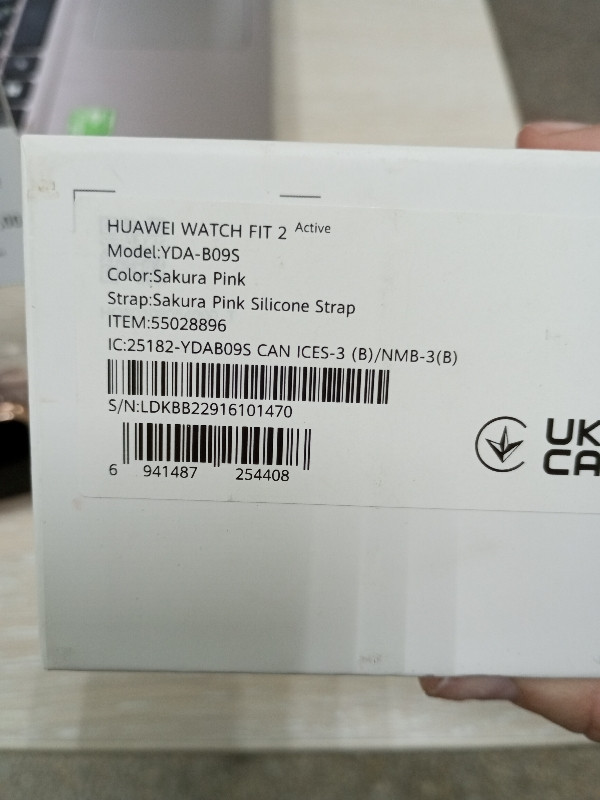 HUAWEI WATCH FIT 2 Active
Model:YDA-B09S
Color:Sakura Pink
Strap:Sakura Pink Silicone Strap
ITEM:55028896
IC:25182-YDAB09S CAN ICES-3 (B)/NMB-3(B)
S/N:LDKBB22916101470
6 941487 254408
UK
CA